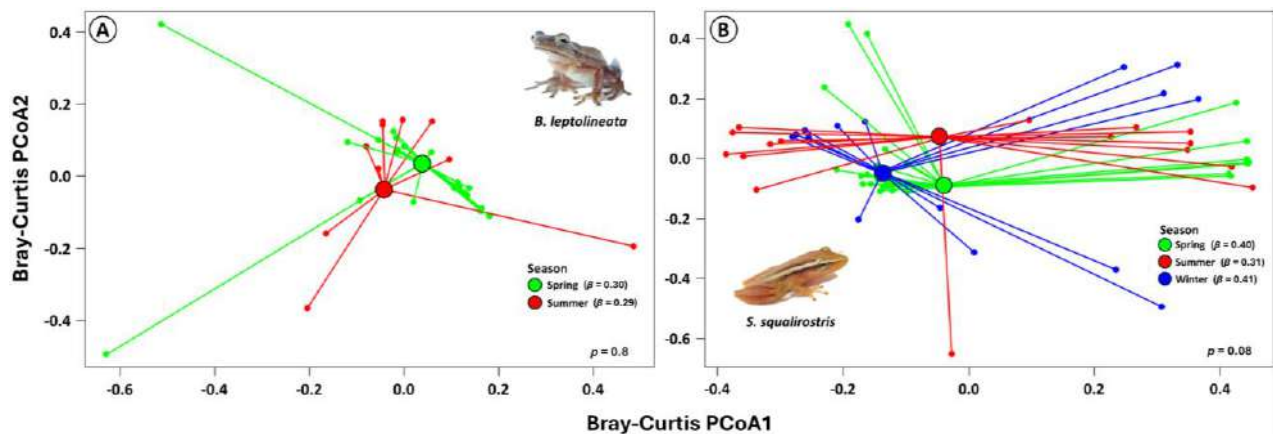 Bray-Curtis PCoA2
A
0.4
0.2
0.0
-0.2
-0.4
-0.6
-0.4
-0.2
0.0
0.2
0.4
B. leptolineata
Season
Spring (β = 0.30)
Summer (β = 0.29)
p = 0.8
B
0.4
0.2
0.0
-0.2
-0.4
-0.6
-0.4
-0.2
0.0
0.2
0.4
S. squalirostris
Season
Spring (β = 0.40)
Summer (β = 0.31)
Winter (β = 0.41)
p = 0.08
Bray-Curtis PCoA1